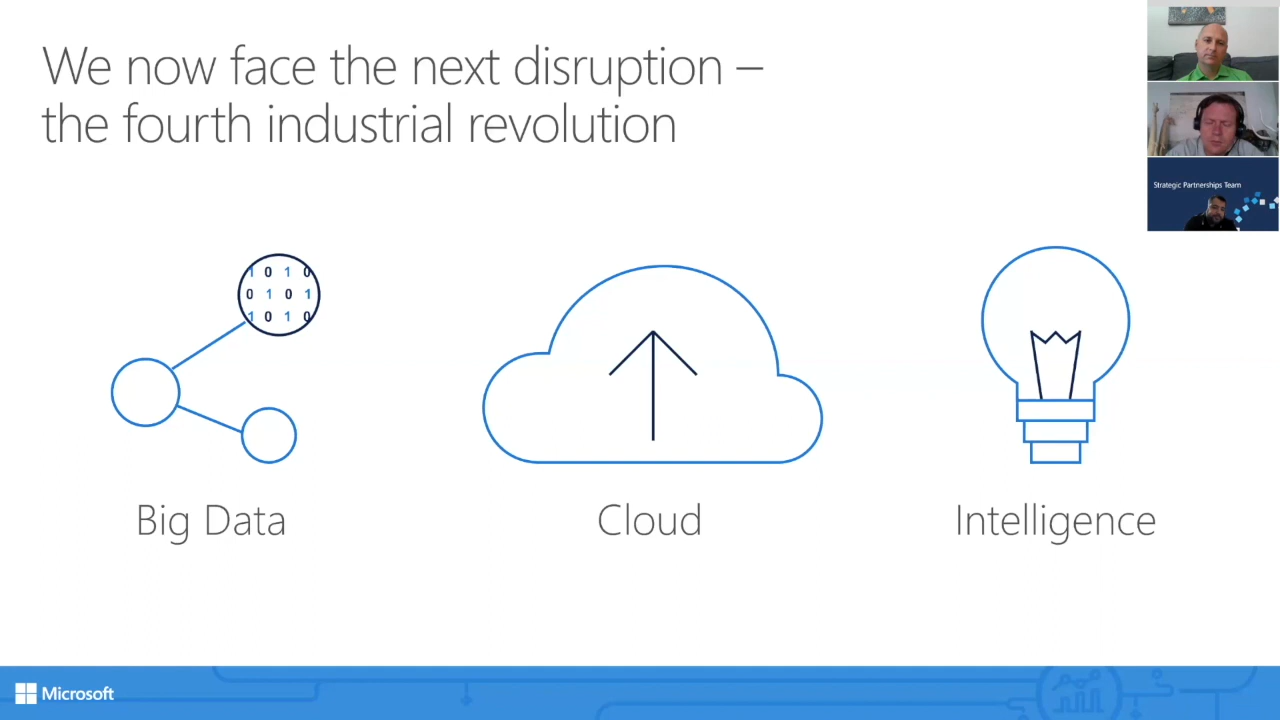 We now face the next disruption –
the fourth industrial revolution
Strategic Partnerships Team
1 0 1 0
0 1 0 1
1 0 1 0
Big Data
Cloud
Intelligence
Microsoft